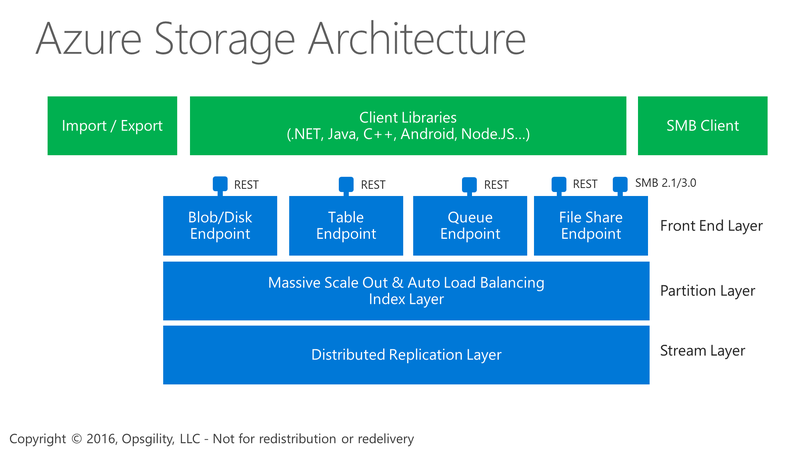 Azure Storage Architecture
Import / Export
Client Libraries
(.NET, Java, C++, Android, Node.JS...)
SMB Client
REST
REST
REST
REST
SMB 2.1/3.0
Blob/Disk
Endpoint
Table
Endpoint
Queue
Endpoint
File Share
Endpoint
Front End Layer
Massive Scale Out & Auto Load Balancing
Index Layer
Partition Layer
Distributed Replication Layer
Stream Layer
Copyright © 2016, Opsgility, LLC - Not for redistribution or redelivery